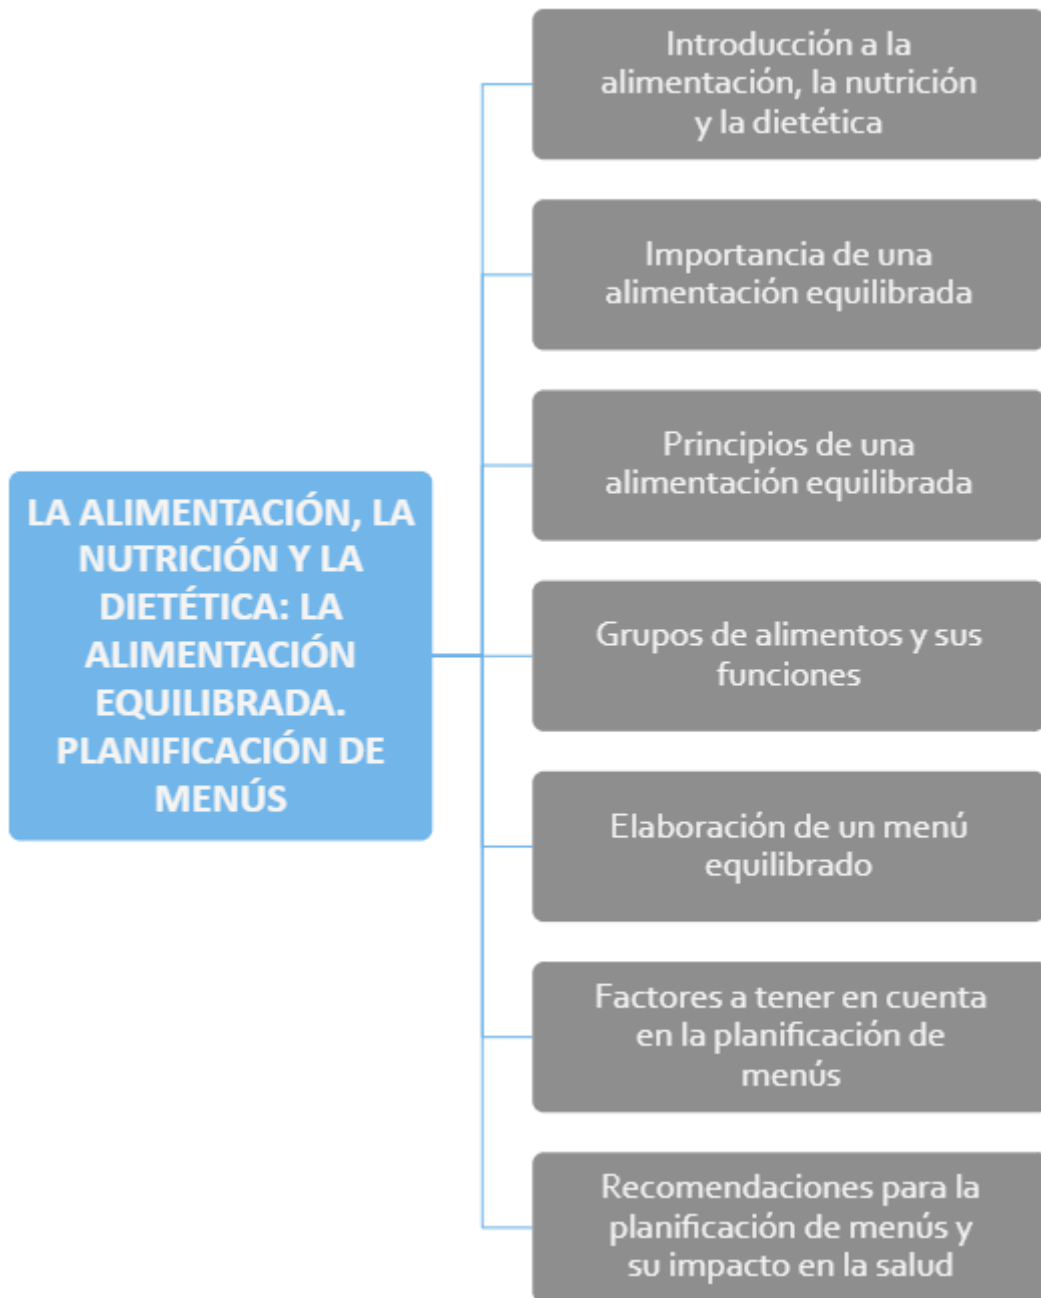 Introducción a la
alimentación, la nutrición
y la dietética
Importancia de una
alimentación equilibrada
Principios de una
alimentación equilibrada
LA ALIMENTACIÓN, LA
NUTRICIÓN Y LA
DIETÉTICA: LA
ALIMENTACIÓN
EQUILIBRADA.
PLANIFICACIÓN DE
MENÚS
Grupos de alimentos y sus
funciones
Elaboración de un menú
equilibrado
Factores a tener en cuenta
en la planificación de
menús
Recomendaciones para la
planificación de menús y
su impacto en la salud